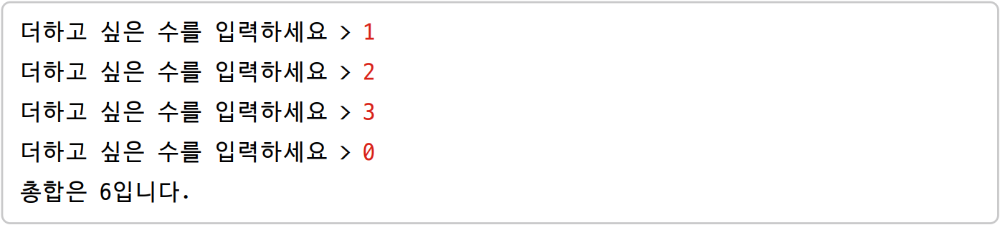 더하고 싶은 수를 입력하세요 > 1
더하고 싶은 수를 입력하세요 > 2
더하고 싶은 수를 입력하세요 > 3
더하고 싶은 수를 입력하세요 > 0
총합은 6입니다.